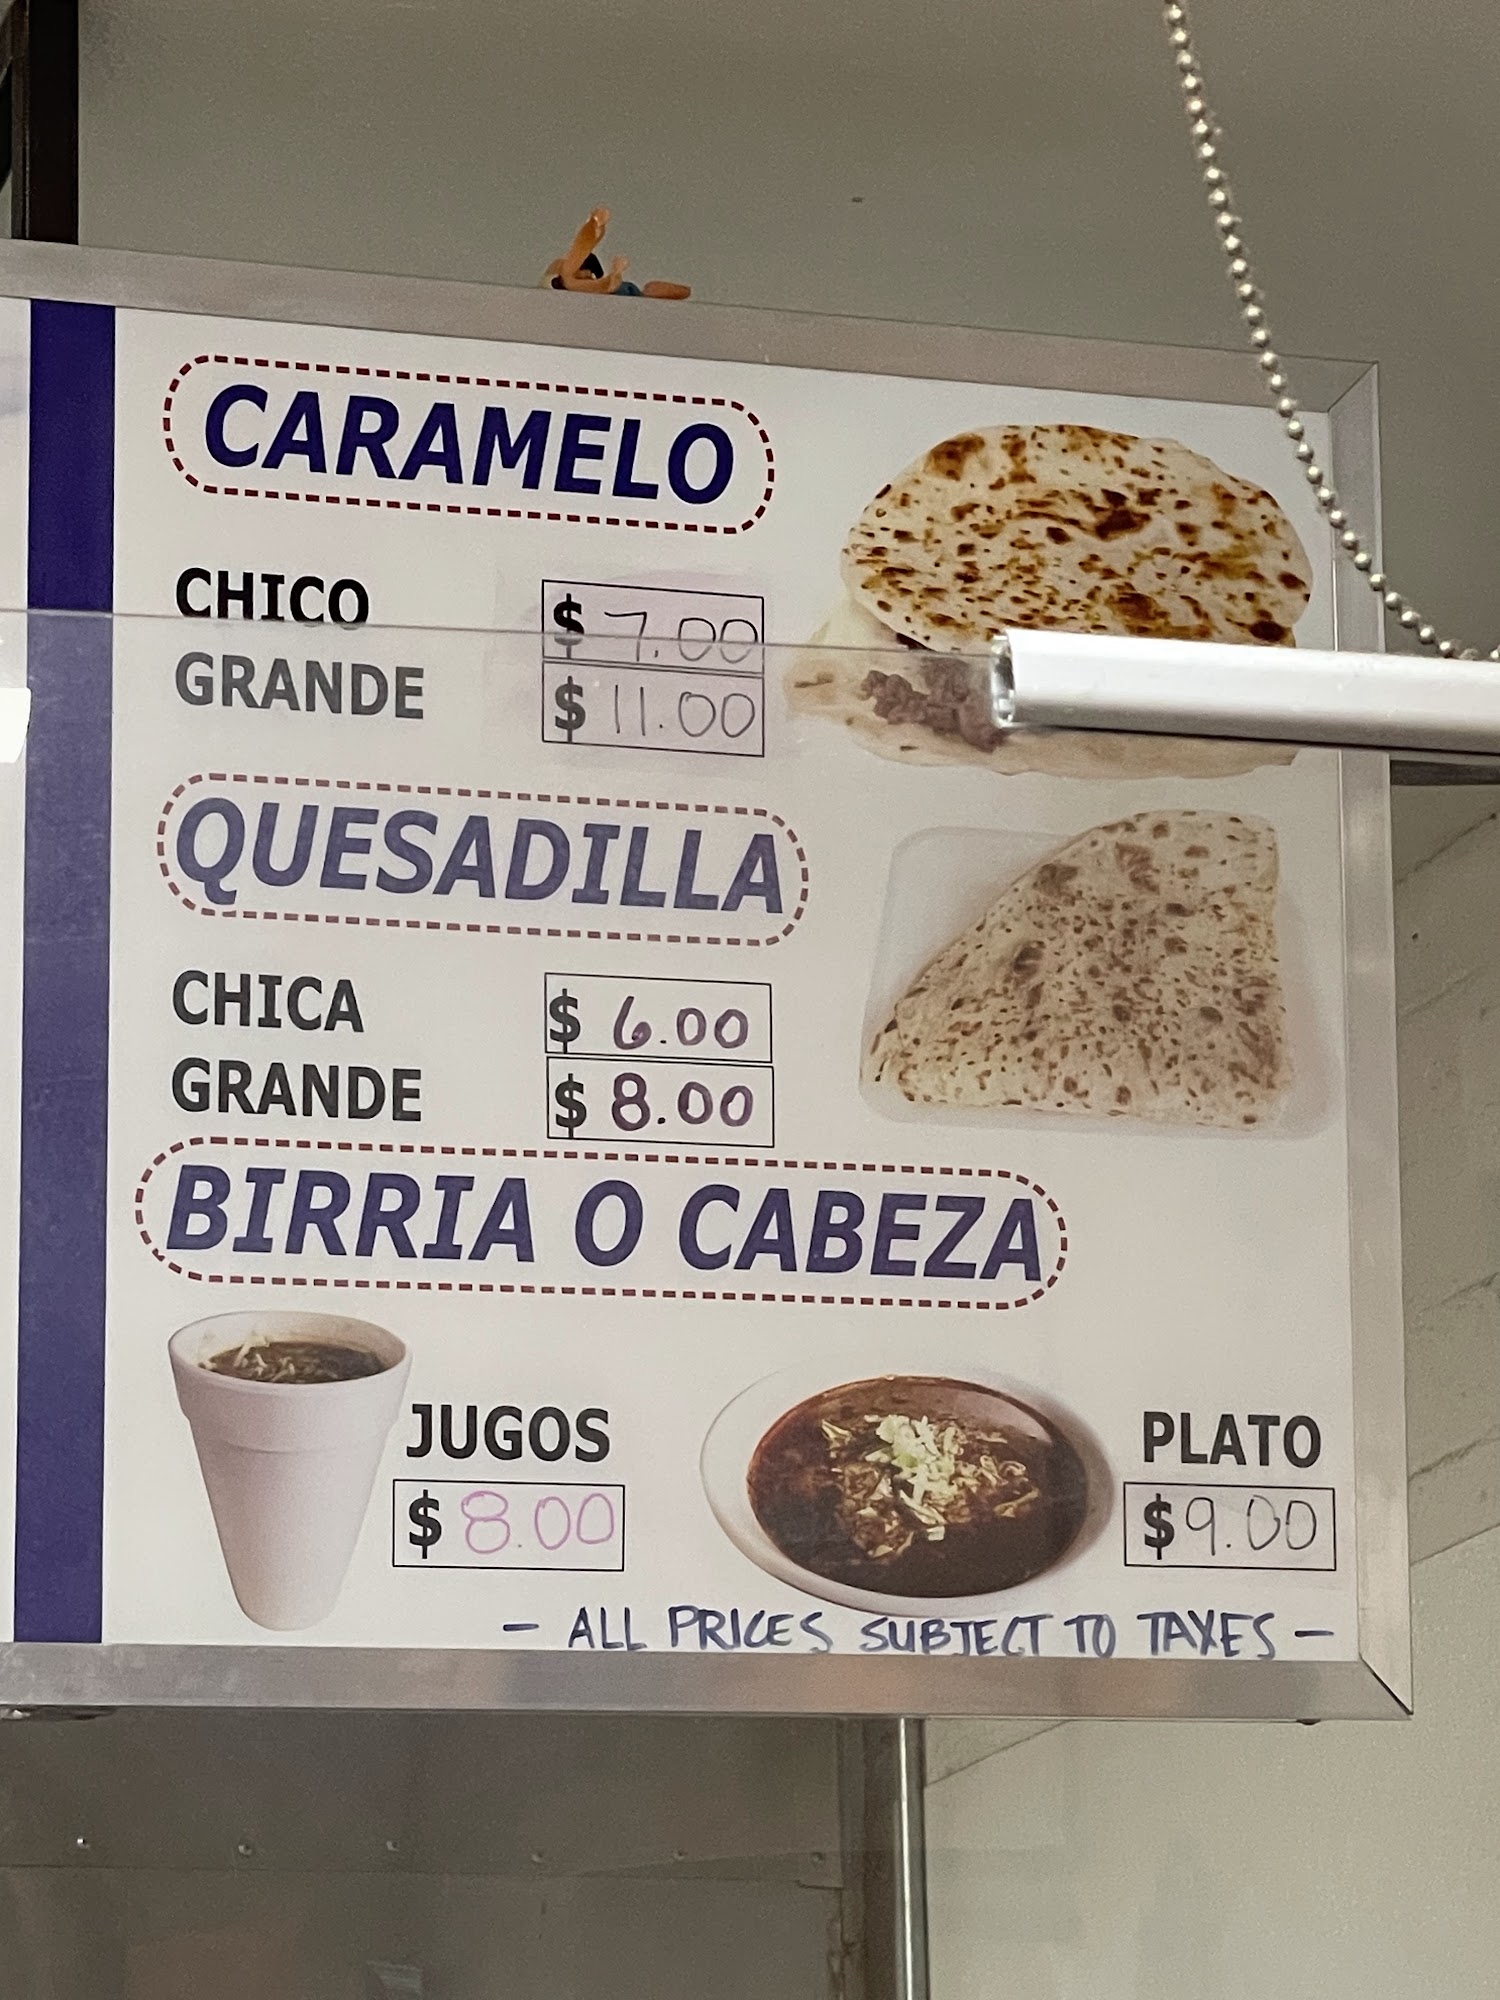 CARAMELO
CHICO $ 7.00
GRANDE $ 11.00
QUESADILLA
CHICA $ 6.00
GRANDE $ 8.00
BIRRIA O CABEZA
JUGOS
$ 8.00
PLATO
$ 9.00
- ALL PRICES SUBJECT TO TAXES -